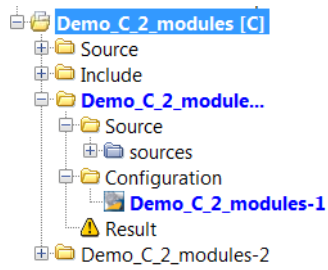 Demo_C_2_modules [C]
Source
Include
Demo_C_2_module...
Source
sources
Configuration
Demo_C_2_modules-1
Result
Demo_C_2_modules-2